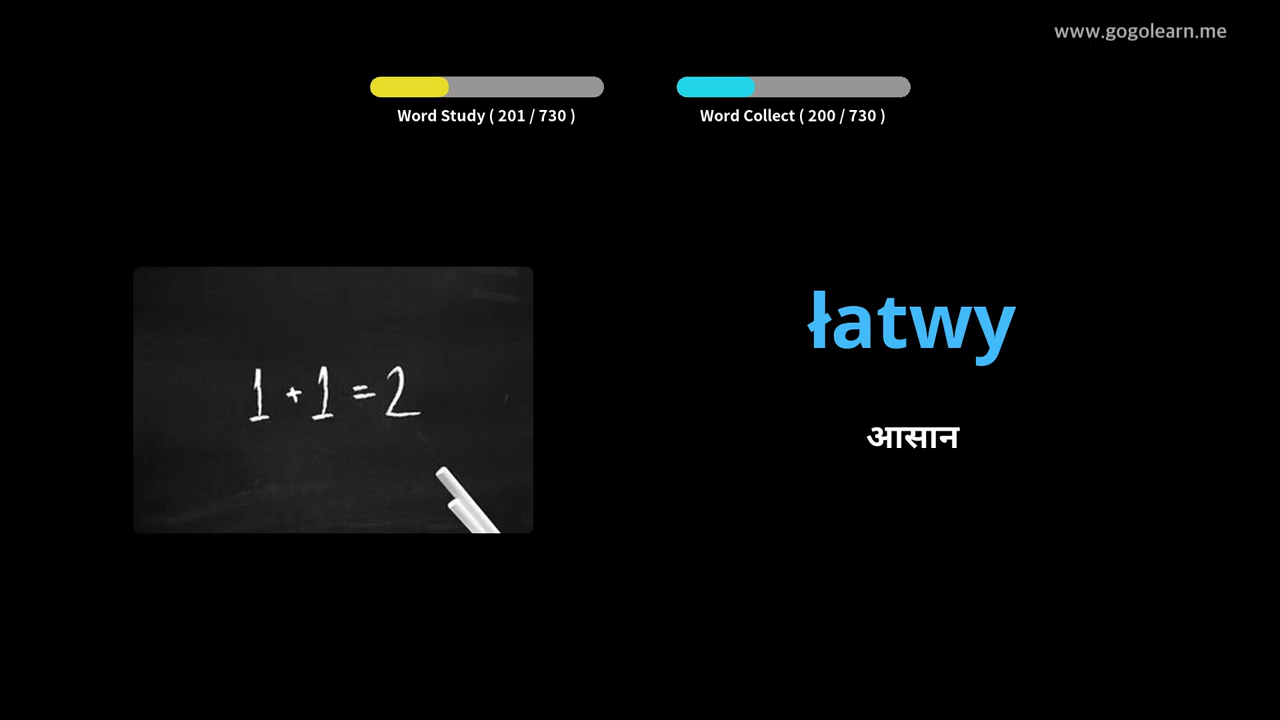 www.gogolearn.me
Word Study ( 201 / 730 )
Word Collect ( 200 / 730 )
1 + 1 = 2
łatwy
आसान